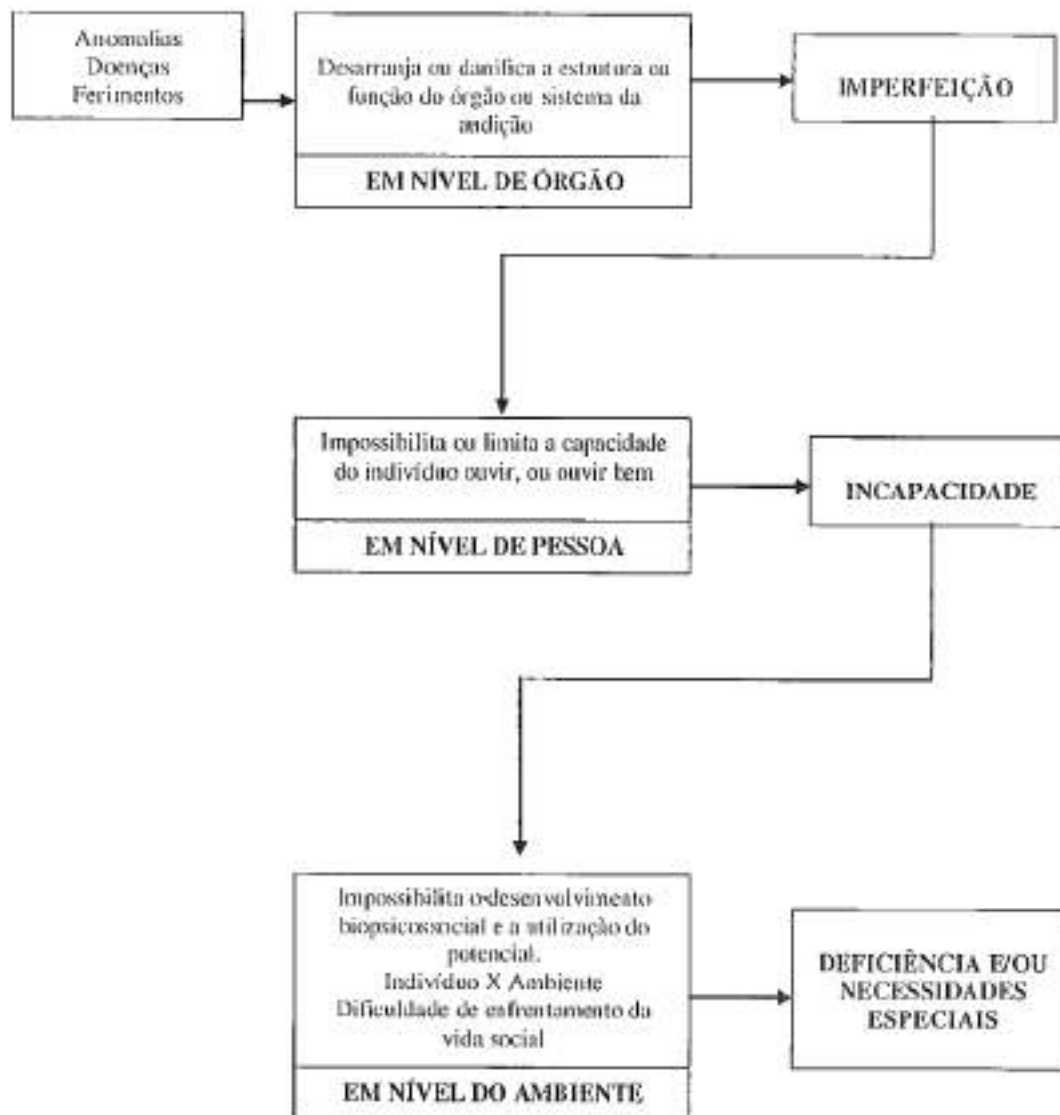 Anomalias
Doenças
Ferimentos
Desarranja ou danifica a estrutura ou
função do órgão ou sistema da
audição
EM NÍVEL DE ÓRGÃO
IMPERFEIÇÃO
Impossibilita ou limita a capacidade
do indivíduo ouvir, ou ouvir bem
EM NÍVEL DE PESSOA
INCAPACIDADE
Impossibilita o desenvolvimento
biopsicossocial e a utilização do
potencial.
Indivíduo X Ambiente
Dificuldade de enfrentamento da
vida social
EM NÍVEL DO AMBIENTE
DEFICIÊNCIA E/OU
NECESSIDADES
ESPECIAIS